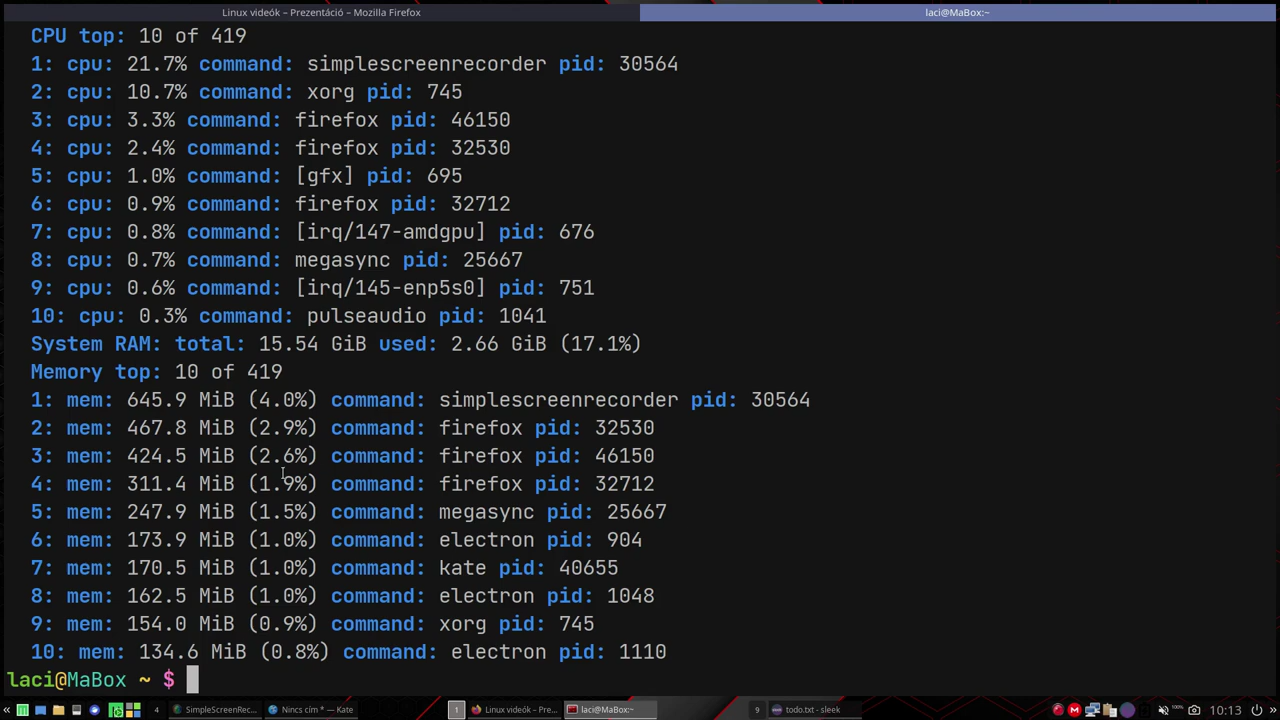 Linux videók – Prezentáció – Mozilla Firefox
laci@MaBox:~
CPU top: 10 of 419
1: cpu: 21.7% command: simplescreenrecorder pid: 30564
2: cpu: 10.7% command: xorg pid: 745
3: cpu: 3.3% command: firefox pid: 46150
4: cpu: 2.4% command: firefox pid: 32530
5: cpu: 1.0% command: [gfx] pid: 695
6: cpu: 0.9% command: firefox pid: 32712
7: cpu: 0.8% command: [irq/147-amdgpu] pid: 676
8: cpu: 0.7% command: megasync pid: 25667
9: cpu: 0.6% command: [irq/145-enp5s0] pid: 751
10: cpu: 0.3% command: pulseaudio pid: 1041
System RAM: total: 15.54 GiB used: 2.66 GiB (17.1%)
Memory top: 10 of 419
1: mem: 645.9 MiB (4.0%) command: simplescreenrecorder pid: 30564
2: mem: 467.8 MiB (2.9%) command: firefox pid: 32530
3: mem: 424.5 MiB (2.6%) command: firefox pid: 46150
4: mem: 311.4 MiB (1.9%) command: firefox pid: 32712
5: mem: 247.9 MiB (1.5%) command: megasync pid: 25667
6: mem: 173.9 MiB (1.0%) command: electron pid: 904
7: mem: 170.5 MiB (1.0%) command: kate pid: 40655
8: mem: 162.5 MiB (1.0%) command: electron pid: 1048
9: mem: 154.0 MiB (0.9%) command: xorg pid: 745
10: mem: 134.6 MiB (0.8%) command: electron pid: 1110
laci@MaBox ~ $
4 SimpleScreenRec... Nincs cím * — Kate 1 Linux videók – Pre... laci@MaBox:~ 9 todo.txt - sleek 100% 10:13